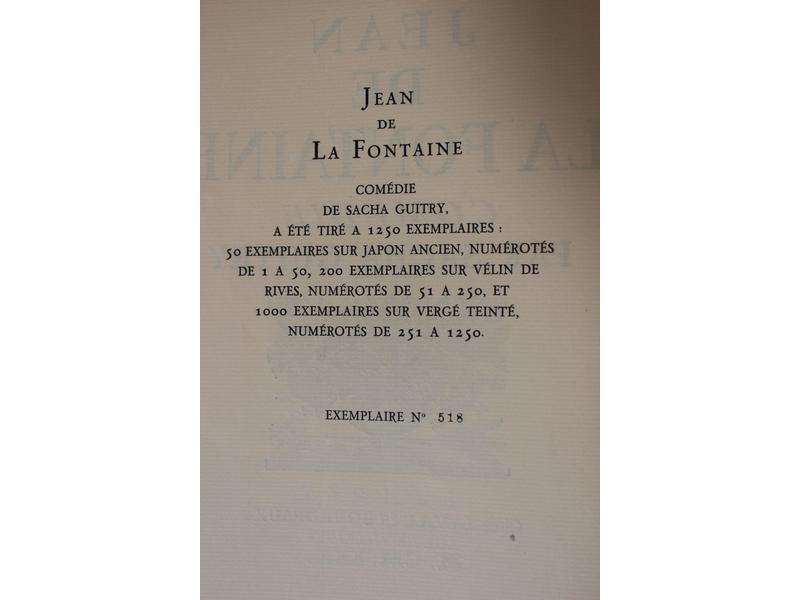 JEAN
DE
LA FONTAINE
COMÉDIE
DE SACHA GUITRY,
A ÉTÉ TIRÉ A 1250 EXEMPLAIRES :
50 EXEMPLAIRES SUR JAPON ANCIEN, NUMÉROTÉS
DE 1 A 50, 200 EXEMPLAIRES SUR VÉLIN DE
RIVES, NUMÉROTÉS DE 51 A 250, ET
1000 EXEMPLAIRES SUR VERGÉ TEINTÉ,
NUMÉROTÉS DE 251 A 1250.
EXEMPLAIRE Nº 518